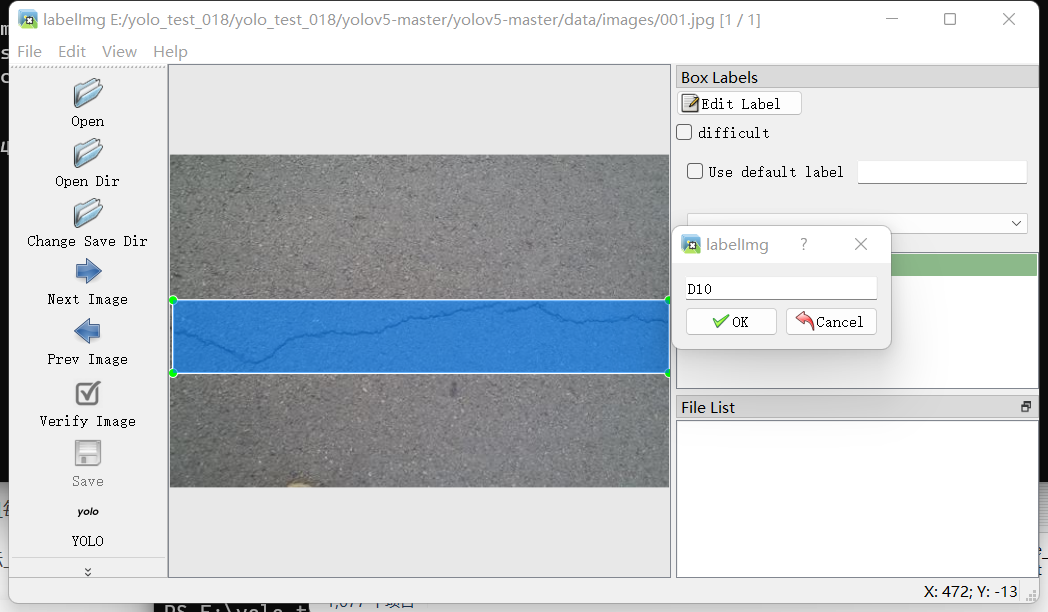 labelImg E:/yolo_test_018/yolo_test_018/yolov5-master/yolov5-master/data/images/001.jpg [1 / 1]
File Edit View Help
Open
Open Dir
Change Save Dir
Next Image
Prev Image
Verify Image
Save
yolo
YOLO
Box Labels
Edit Label
difficult
Use default label
labelImg ?
D10
OK Cancel
File List
X: 472; Y: -13